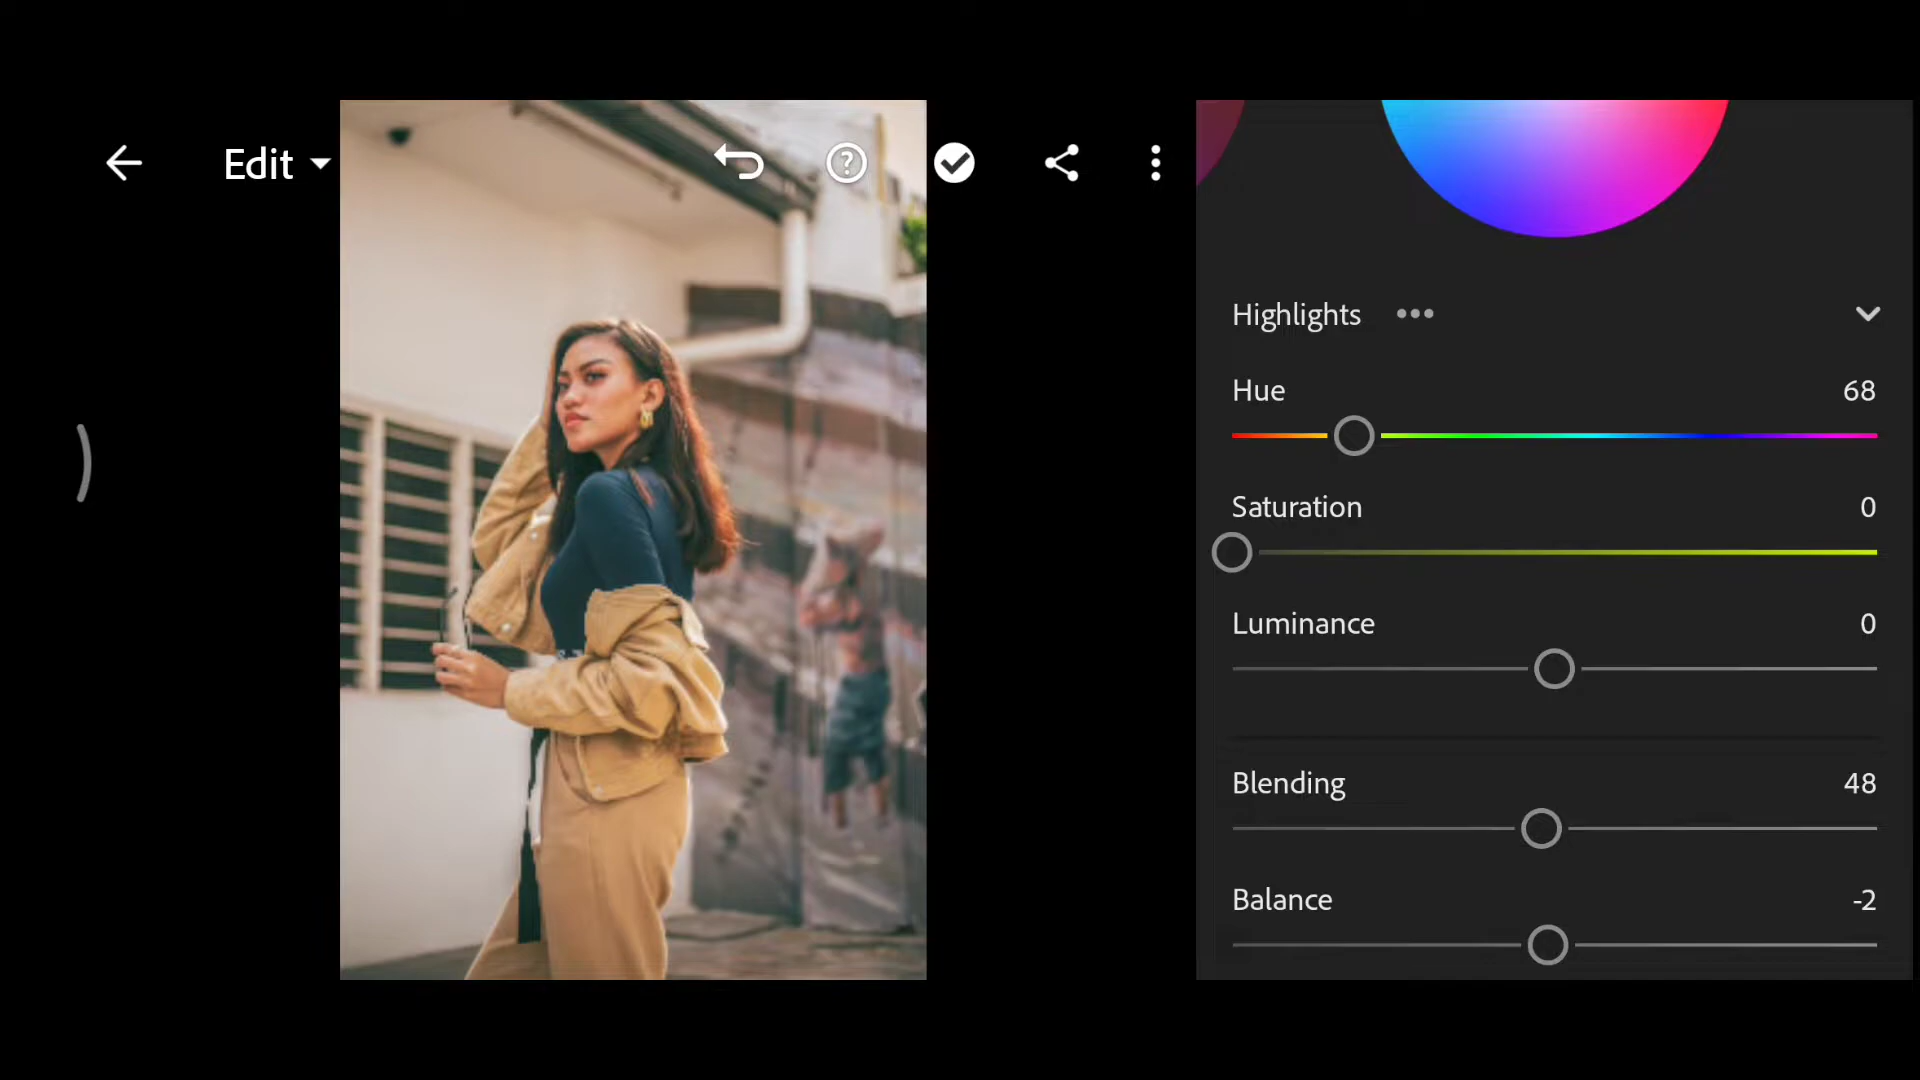 Edit
?
Highlights
Hue 68
Saturation 0
Luminance 0
Blending 48
Balance -2